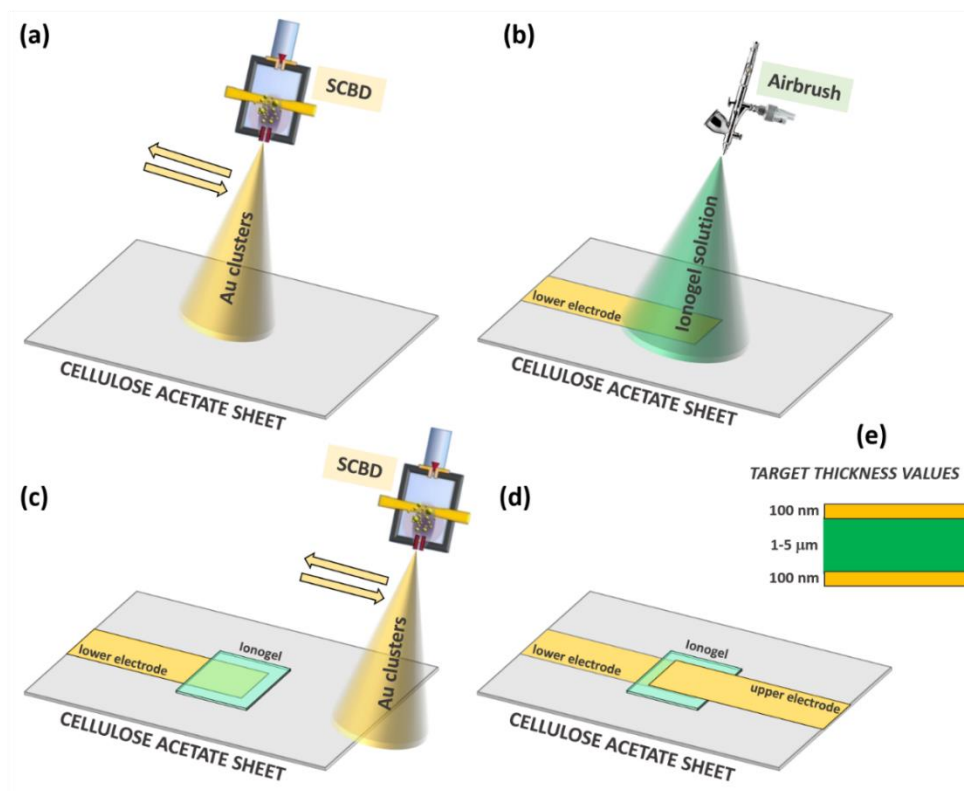 (a)
SCBD
Au clusters
CELLULOSE ACETATE SHEET
(b)
Airbrush
Ionogel solution
lower electrode
CELLULOSE ACETATE SHEET
(c)
SCBD
Au clusters
lower electrode
Ionogel
CELLULOSE ACETATE SHEET
(d)
lower electrode
Ionogel
upper electrode
CELLULOSE ACETATE SHEET
(e)
TARGET THICKNESS VALUES
100 nm
1-5 μm
100 nm